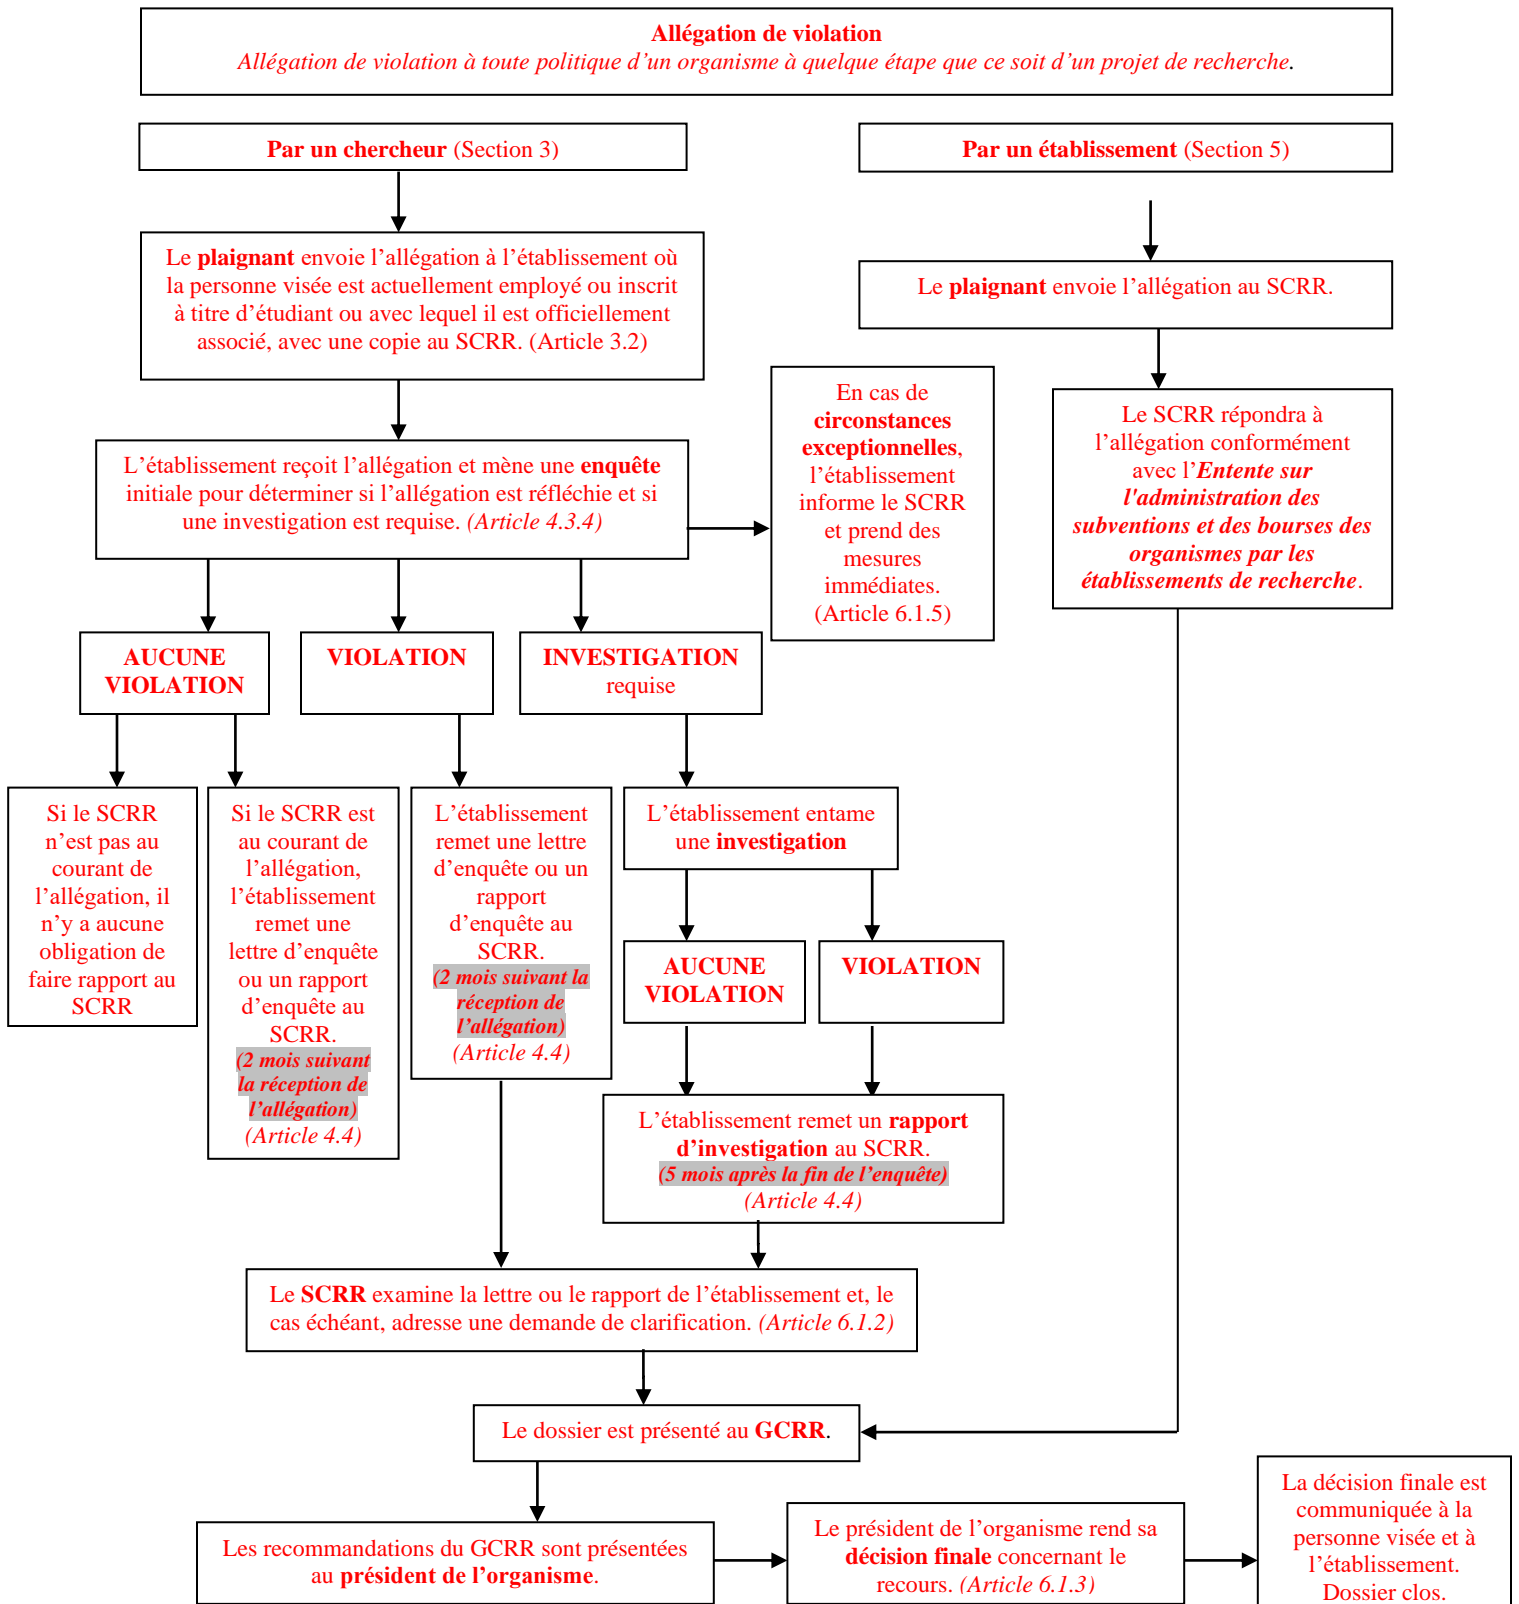 Allégation de violation
Allégation de violation à toute politique d’un organisme à quelque étape que ce soit d’un projet de recherche.
Par un chercheur (Section 3)
Par un établissement (Section 5)
Le plaignant envoie l’allégation à l’établissement où
la personne visée est actuellement employé ou inscrit
à titre d’étudiant ou avec lequel il est officiellement
associé, avec une copie au SCRR. (Article 3.2)
Le plaignant envoie l’allégation au SCRR.
En cas de
circonstances
exceptionnelles,
l’établissement
informe le SCRR
et prend des
mesures
immédiates.
(Article 6.1.5)
Le SCRR répondra à
l’allégation conformément
avec l’Entente sur
l'administration des
subventions et des bourses des
organismes par les
établissements de recherche.
L’établissement reçoit l’allégation et mène une enquête
initiale pour déterminer si l’allégation est réfléchie et si
une investigation est requise. (Article 4.3.4)
AUCUNE
VIOLATION
VIOLATION
INVESTIGATION
requise
Si le SCRR
n’est pas au
courant de
l’allégation, il
n’y a aucune
obligation de
faire rapport au
SCRR
Si le SCRR est
au courant de
l’allégation,
l’établissement
remet une
lettre d’enquête
ou un rapport
d’enquête au
SCRR.
(2 mois suivant
la réception de
l’allégation)
(Article 4.4)
L’établissement
remet une lettre
d’enquête ou un
rapport
d’enquête au
SCRR.
(2 mois suivant la
réception de
l’allégation)
(Article 4.4)
L’établissement entame
une investigation
AUCUNE
VIOLATION
VIOLATION
L’établissement remet un rapport
d’investigation au SCRR.
(5 mois après la fin de l’enquête)
(Article 4.4)
Le SCRR examine la lettre ou le rapport de l’établissement et, le
cas échéant, adresse une demande de clarification. (Article 6.1.2)
Le dossier est présenté au GCRR.
Les recommandations du GCRR sont présentées
au président de l’organisme.
Le président de l’organisme rend sa
décision finale concernant le
recours. (Article 6.1.3)
La décision finale est
communiquée à la
personne visée et à
l’établissement.
Dossier clos.